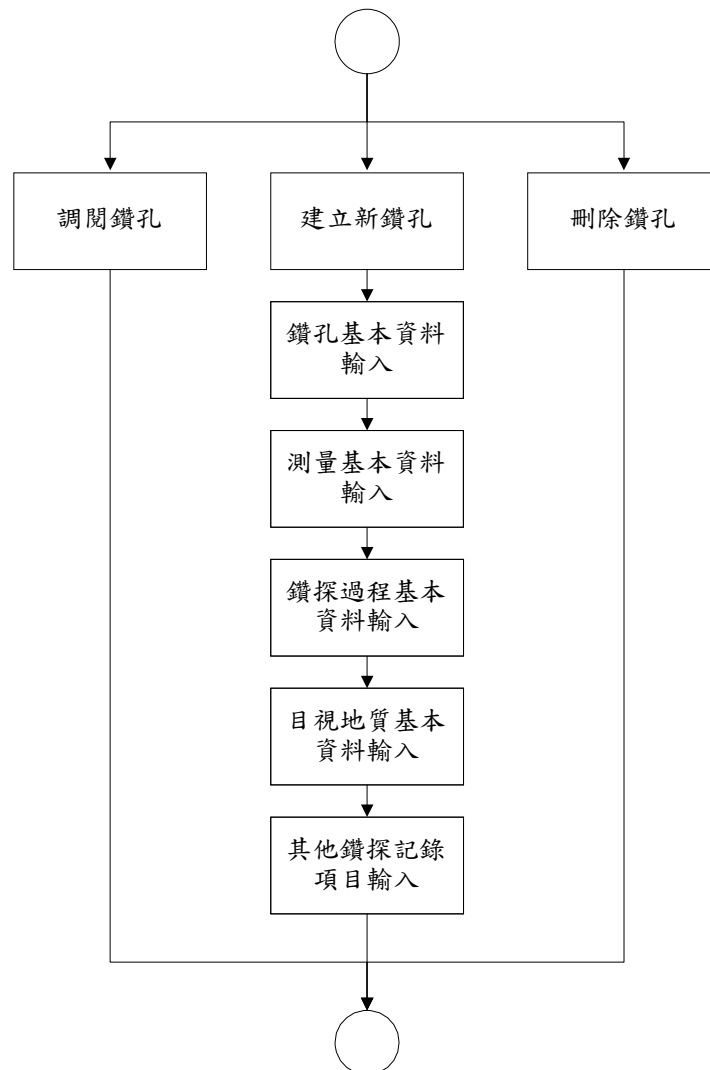 調閱鑽孔
建立新鑽孔
刪除鑽孔
鑽孔基本資料
輸入
測量基本資料
輸入
鑽探過程基本
資料輸入
目視地質基本
資料輸入
其他鑽探記錄
項目輸入